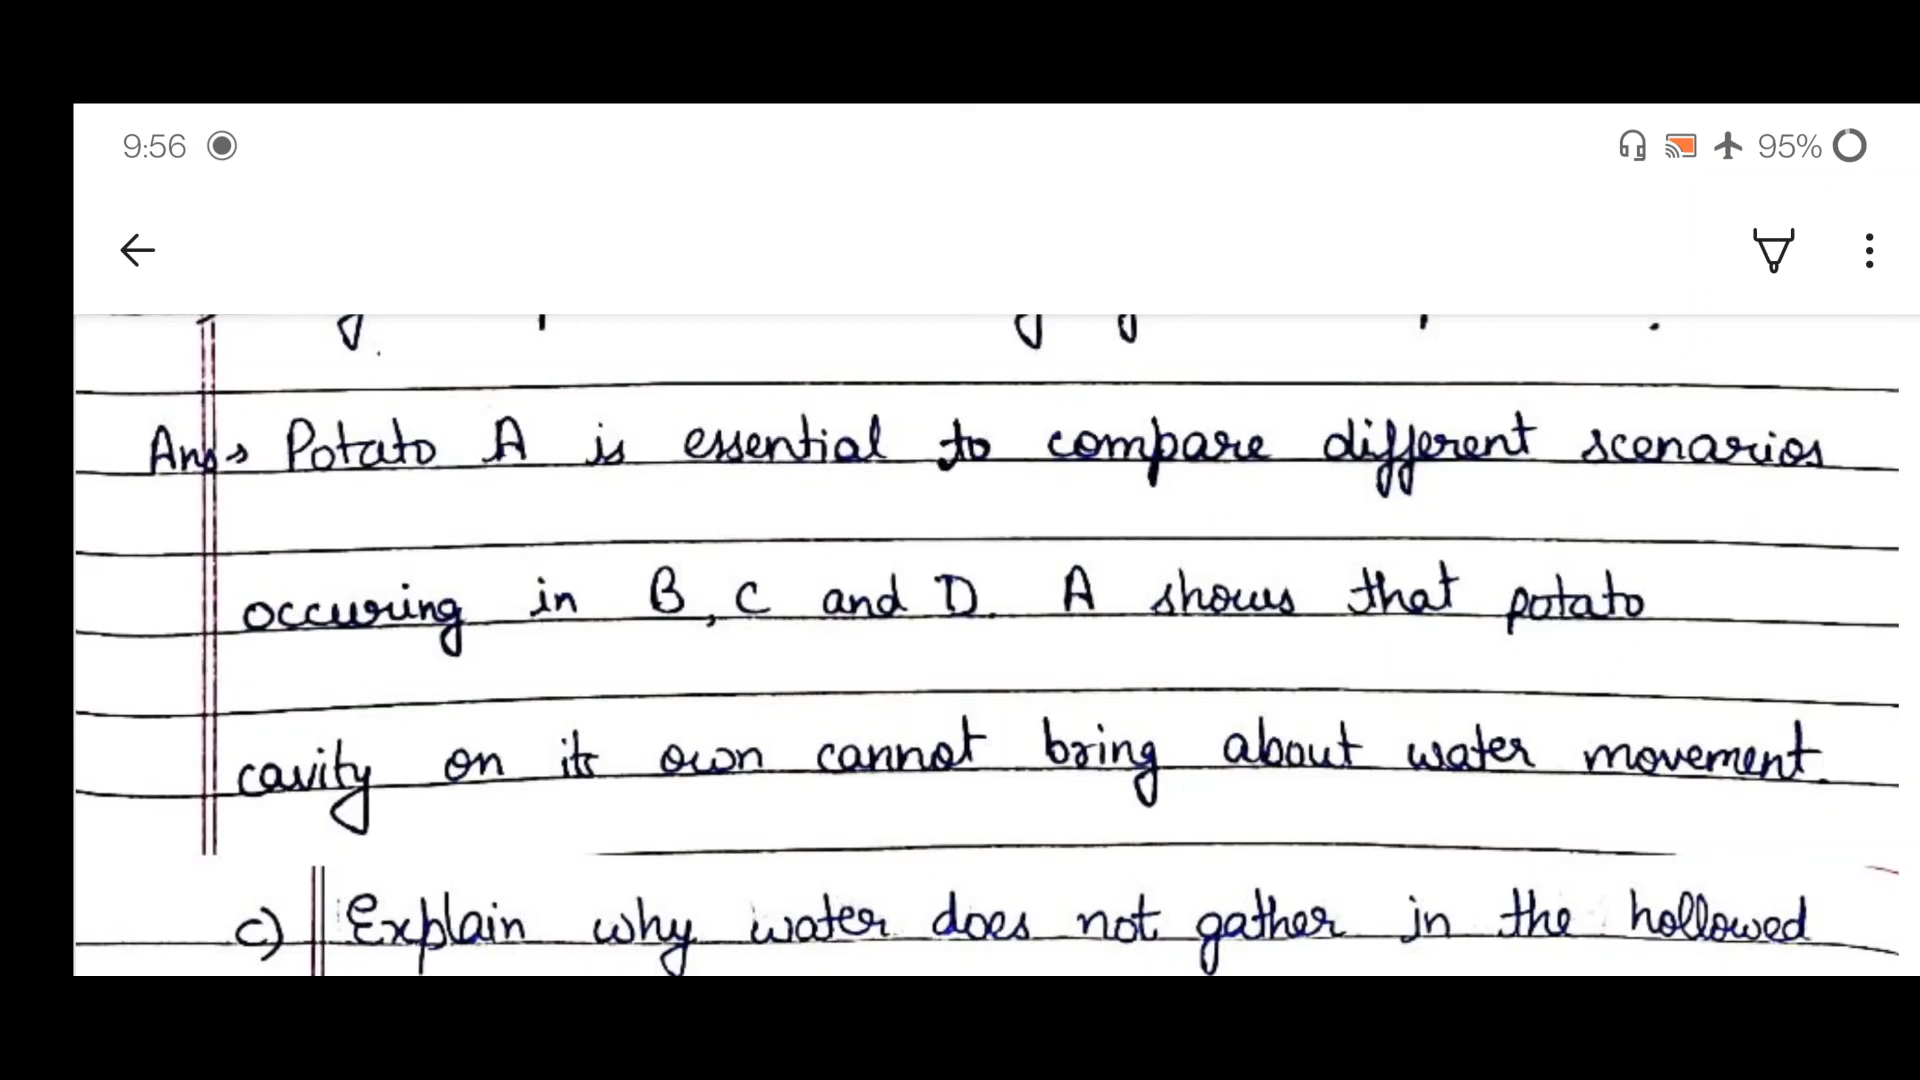 9:56 95%
Ans→ Potato A is essential to compare different scenarios
occuring in B, C and D. A shows that potato
cavity on its own cannot bring about water movement.
c) Explain why water does not gather in the hollowed